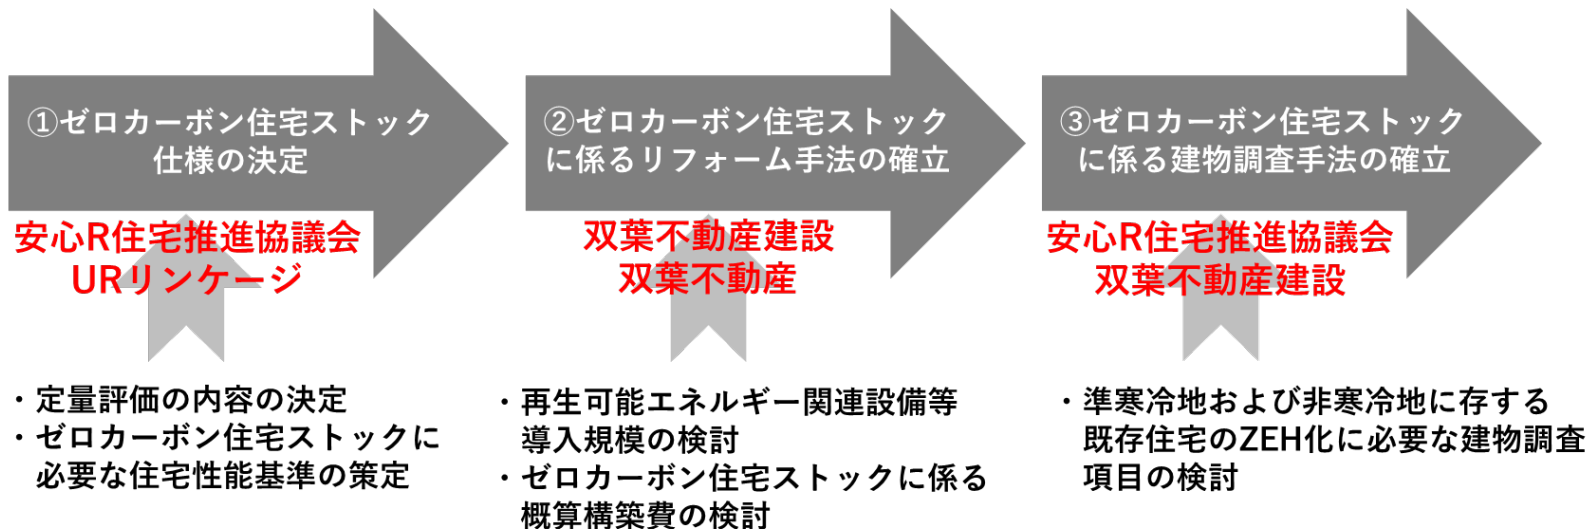 ①ゼロカーボン住宅ストック
仕様の決定
安心R住宅推進協議会
URリンケージ
・定量評価の内容の決定
・ゼロカーボン住宅ストックに
必要な住宅性能基準の策定
②ゼロカーボン住宅ストック
に係るリフォーム手法の確立
双葉不動産建設
双葉不動産
・再生可能エネルギー関連設備等
導入規模の検討
・ゼロカーボン住宅ストックに係る
概算構築費の検討
③ゼロカーボン住宅ストック
に係る建物調査手法の確立
安心R住宅推進協議会
双葉不動産建設
・準寒冷地および非寒冷地に存する
既存住宅のZEH化に必要な建物調査
項目の検討